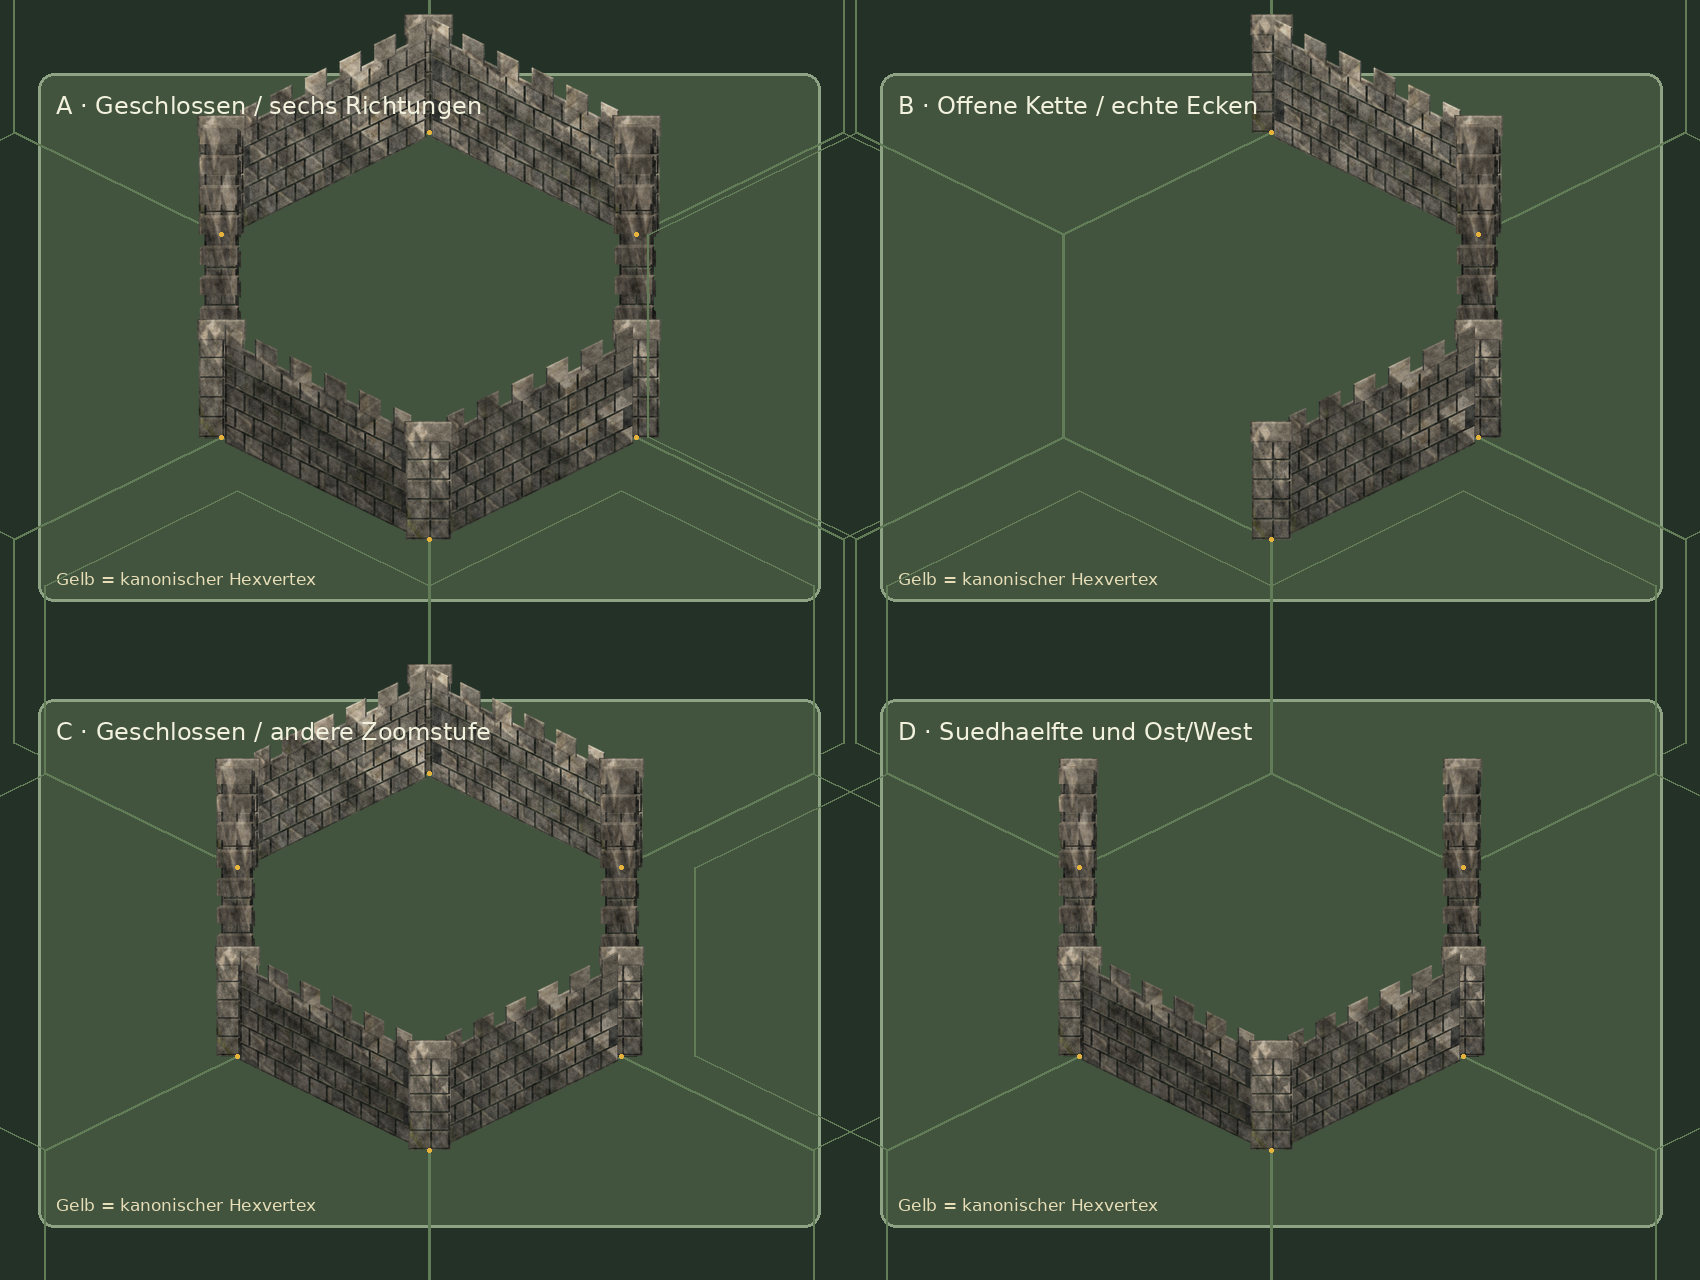 A · Geschlossen / sechs Richtungen
B · Offene Kette / echte Ecken
Gelb = kanonischer Hexvertex
Gelb = kanonischer Hexvertex
C · Geschlossen / andere Zoomstufe
D · Suedhaelfte und Ost/West
Gelb = kanonischer Hexvertex
Gelb = kanonischer Hexvertex